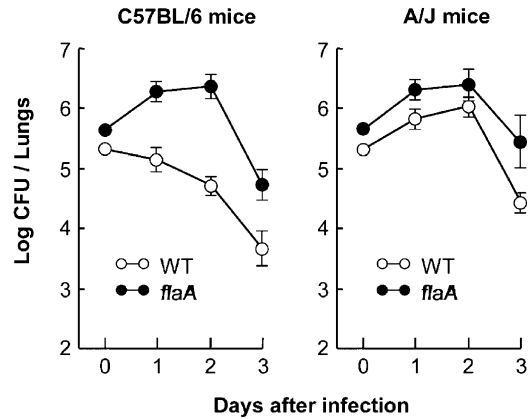 C57BL/6 mice
A/J mice
Log CFU / Lungs
7
6
5
4
3
2
WT
flaA
0 1 2 3
7
6
5
4
3
2
WT
flaA
0 1 2 3
Days after infection